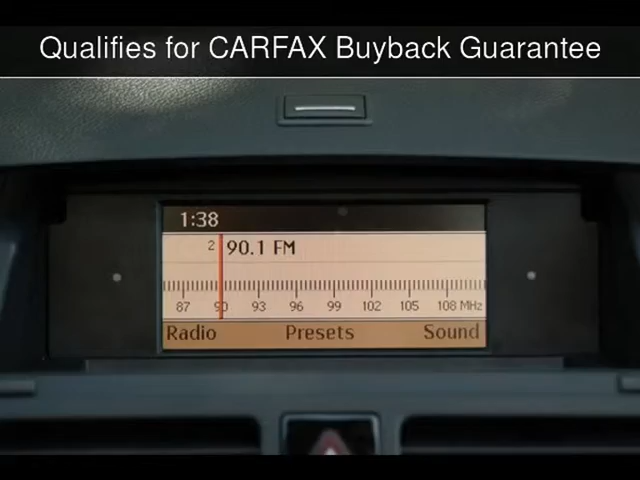 Qualifies for CARFAX Buyback Guarantee
1:38
2 90.1 FM
87 90 93 96 99 102 105 108 MHz
Radio Presets Sound